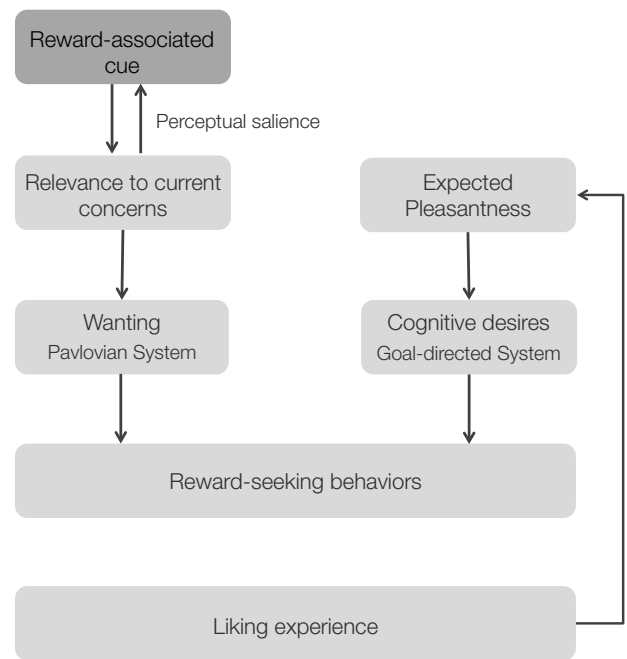 Reward-associated
cue
Perceptual salience
Relevance to current
concerns
Expected
Pleasantness
Wanting
Pavlovian System
Cognitive desires
Goal-directed System
Reward-seeking behaviors
Liking experience